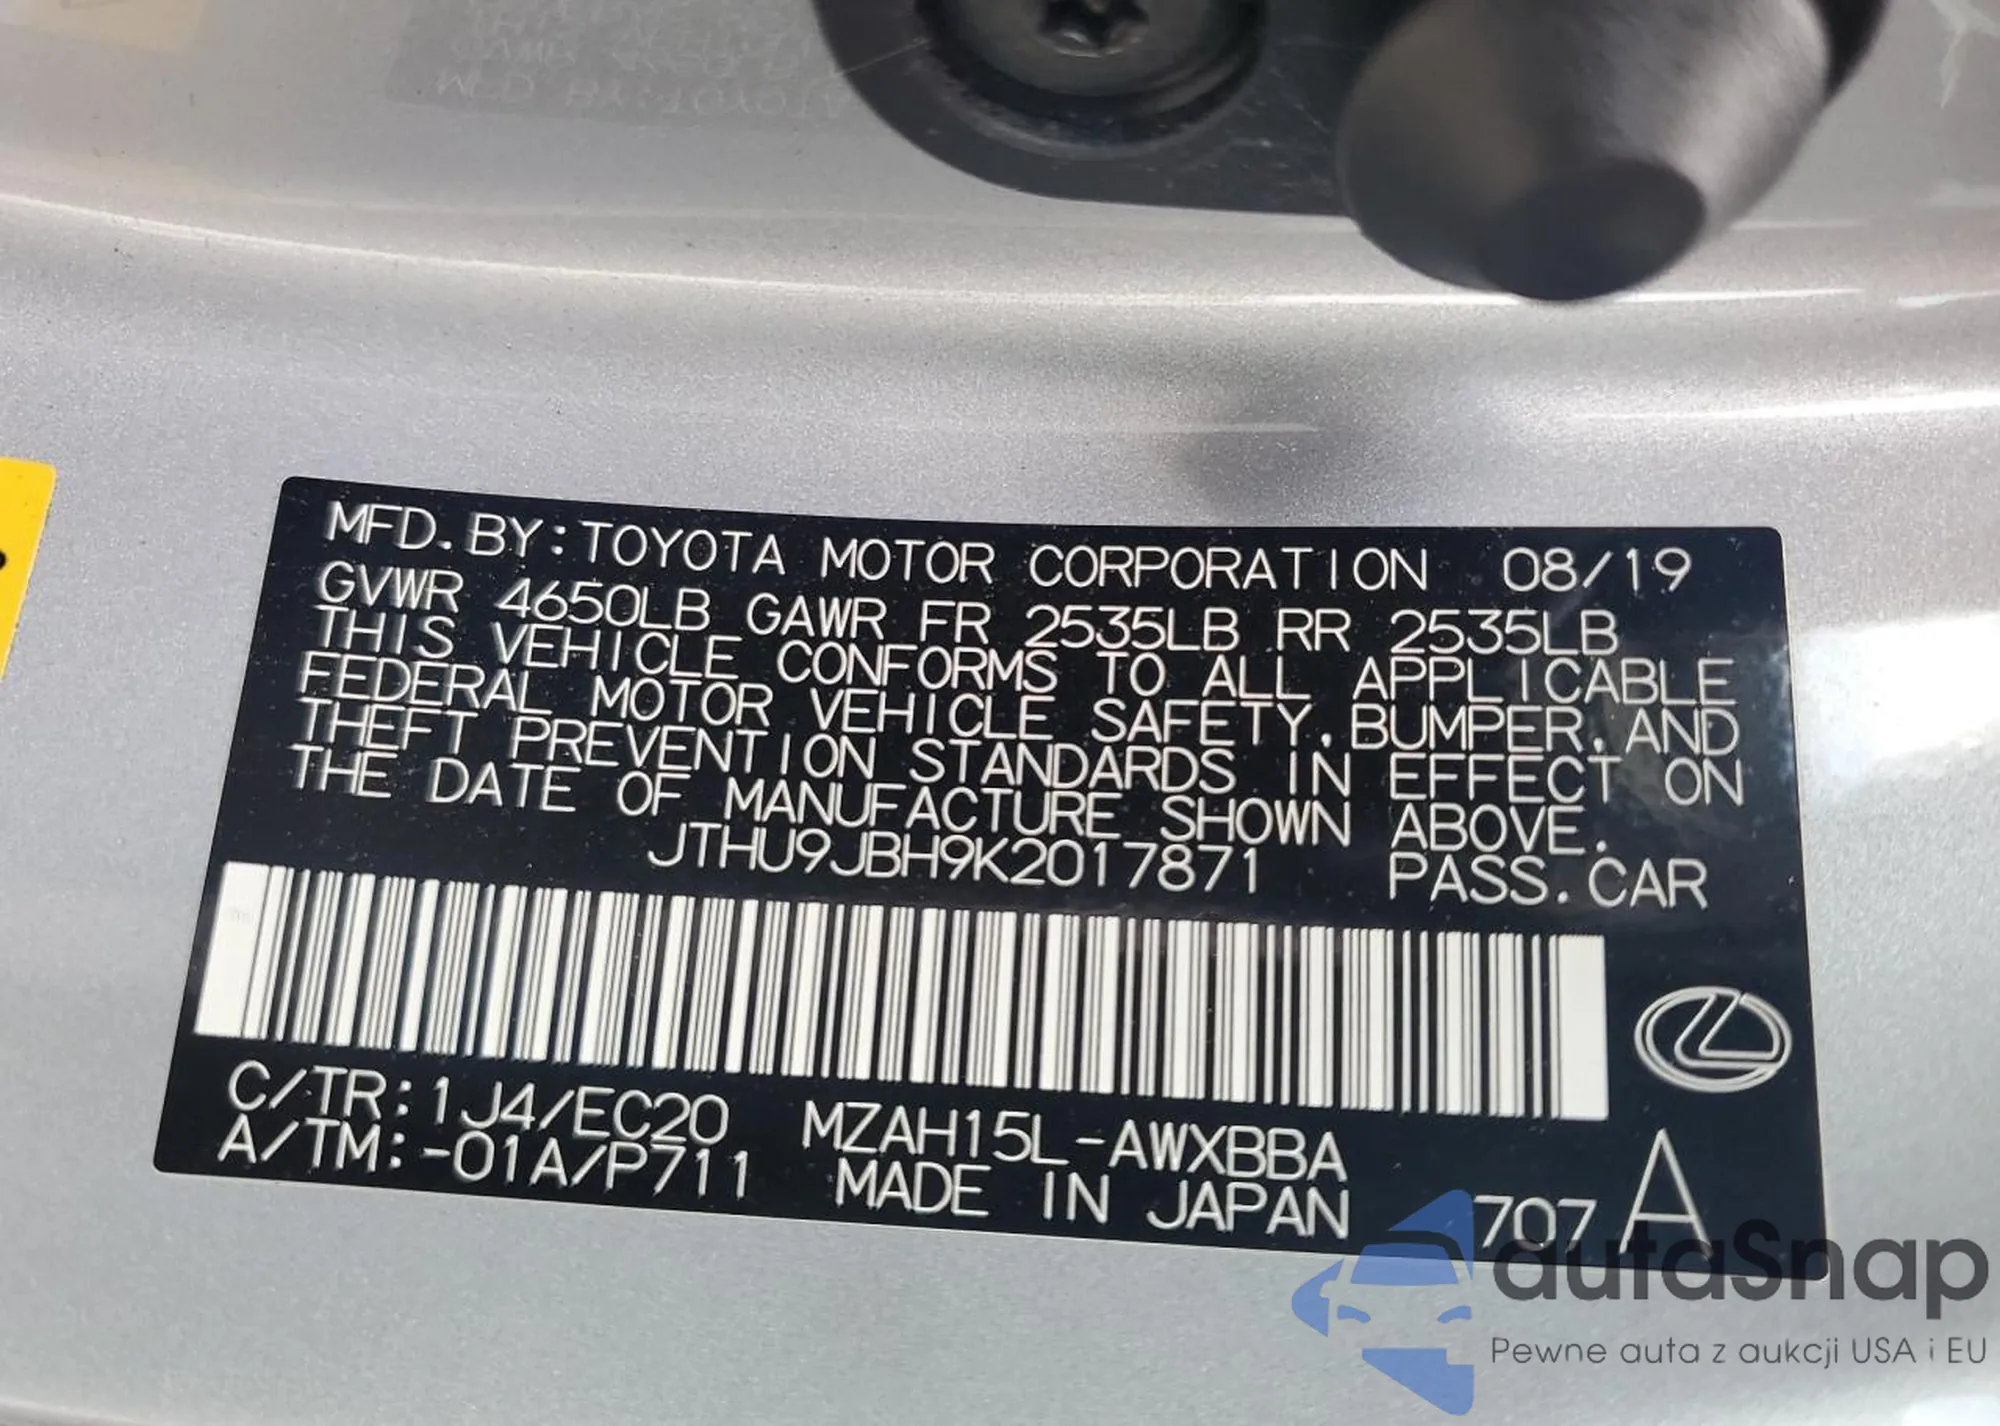 MFD. BY: TOYOTA MOTOR CORPORATION 08/19
GVWR 4650LB GAWR FR 2535LB RR 2535LB
THIS VEHICLE CONFORMS TO ALL APPLICABLE
FEDERAL MOTOR VEHICLE SAFETY, BUMPER, AND
THEFT PREVENTION STANDARDS IN EFFECT ON
THE DATE OF MANUFACTURE SHOWN ABOVE.
JTHU9JBH9K2017871 PASS. CAR
C/TR: 1J4/EC20 MZAH15L-AWXBBA
A/TM: -01A/P711 MADE IN JAPAN 707 A
autaSnap
Pewne auta z aukcji USA i EU